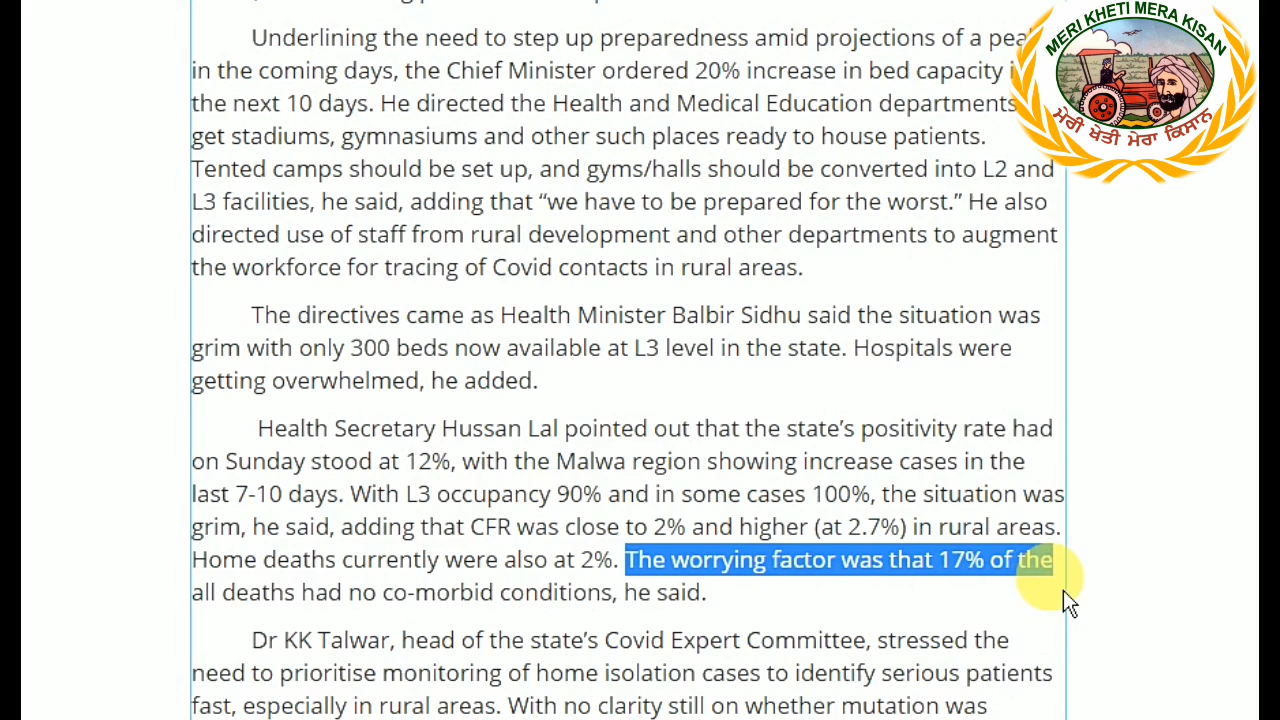 Underlining the need to step up preparedness amid projections of a
in the coming days, the Chief Minister ordered 20% increase in bed capacity
the next 10 days. He directed the Health and Medical Education departments
get stadiums, gymnasiums and other such places ready to house patients.
Tented camps should be set up, and gyms/halls should be converted into L2 and
L3 facilities, he said, adding that “we have to be prepared for the worst.” He also
directed use of staff from rural development and other departments to augment
the workforce for tracing of Covid contacts in rural areas.
The directives came as Health Minister Balbir Sidhu said the situation was
grim with only 300 beds now available at L3 level in the state. Hospitals were
getting overwhelmed, he added.
Health Secretary Hussan Lal pointed out that the state’s positivity rate had
on Sunday stood at 12%, with the Malwa region showing increase cases in the
last 7-10 days. With L3 occupancy 90% and in some cases 100%, the situation was
grim, he said, adding that CFR was close to 2% and higher (at 2.7%) in rural areas.
Home deaths currently were also at 2%. The worrying factor was that 17% of the
all deaths had no co-morbid conditions, he said.
Dr KK Talwar, head of the state’s Covid Expert Committee, stressed the
need to prioritise monitoring of home isolation cases to identify serious patients
fast, especially in rural areas. With no clarity still on whether mutation was
MERI KHETI MERA KISAN
ਮੇਰੀ ਖੇਤੀ ਮੇਰਾ ਕਿਸਾਨ